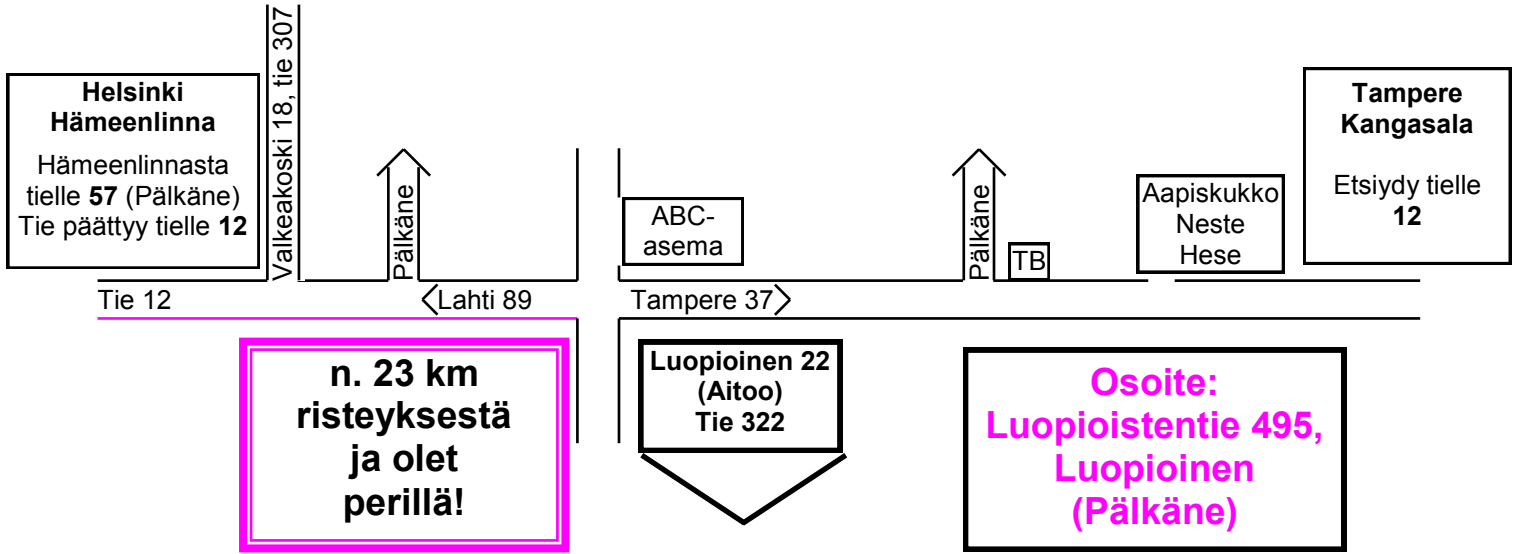 Helsinki
Hämeenlinna
Hämeenlinnasta
tielle 57 (Pälkäne)
Tie päättyy tielle 12
Valkeakoski 18, tie 307
Pälkäne
ABC-
asema
Pälkäne
TB
Aapiskukko
Neste
Hese
Tampere
Kangasala
Etsiydy tielle
12
Tie 12
Lahti 89
Tampere 37
n. 23 km
risteyksestä
ja olet
perillä!
Luopioinen 22
(Aitoo)
Tie 322
Osoite:
Luopioistentie 495,
Luopioinen
(Pälkäne)